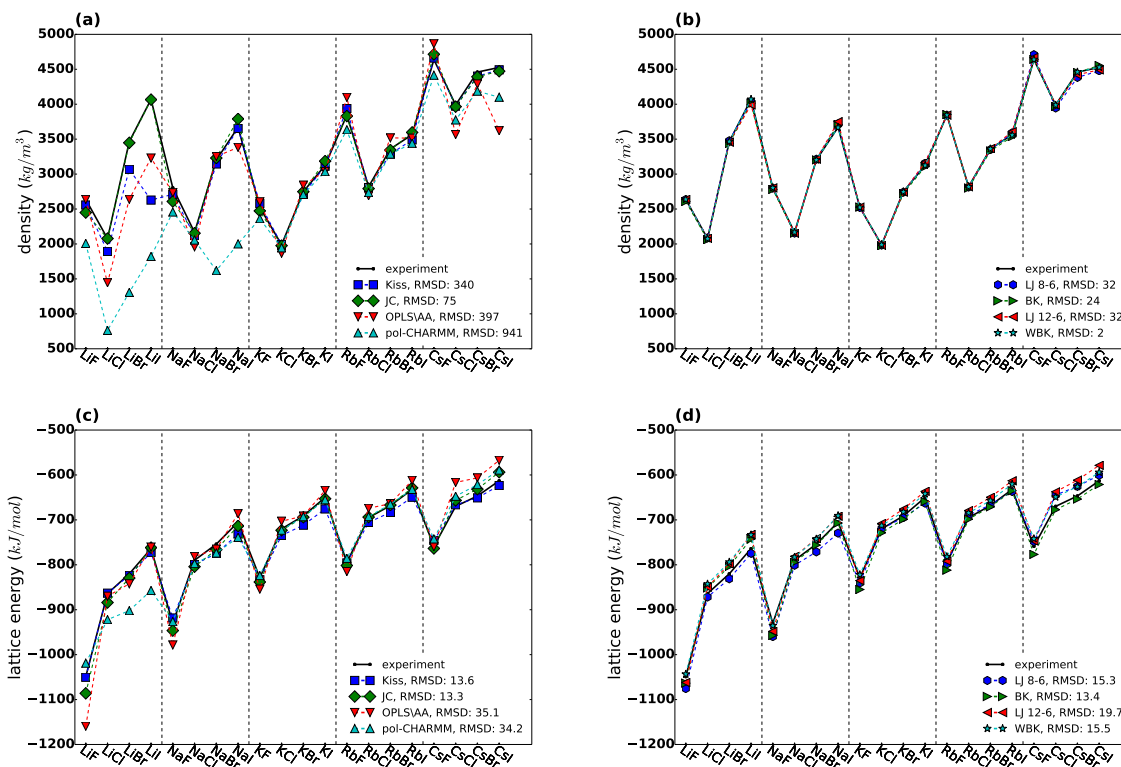 (a)
5000
4500
4000
3500
3000
2500
2000
1500
1000
500
density (kg/m³)
experiment
Kiss, RMSD: 340
JC, RMSD: 75
OPLS\AA, RMSD: 397
pol-CHARMM, RMSD: 941
LiF
LiCl
LiBr
LiI
NaF
NaCl
NaBr
NaI
KF
KCl
KBr
KI
RbF
RbCl
RbBr
RbI
CsF
CsCl
CsBr
CsI
(b)
5000
4500
4000
3500
3000
2500
2000
1500
1000
500
density (kg/m³)
experiment
LJ 8-6, RMSD: 32
BK, RMSD: 24
LJ 12-6, RMSD: 32
WBK, RMSD: 2
LiF
LiCl
LiBr
LiI
NaF
NaCl
NaBr
NaI
KF
KCl
KBr
KI
RbF
RbCl
RbBr
RbI
CsF
CsCl
CsBr
CsI
(c)
−500
−600
−700
−800
−900
−1000
−1100
−1200
lattice energy (kJ/mol)
experiment
Kiss, RMSD: 13.6
JC, RMSD: 13.3
OPLS\AA, RMSD: 35.1
pol-CHARMM, RMSD: 34.2
LiF
LiCl
LiBr
LiI
NaF
NaCl
NaBr
NaI
KF
KCl
KBr
KI
RbF
RbCl
RbBr
RbI
CsF
CsCl
CsBr
CsI
(d)
−500
−600
−700
−800
−900
−1000
−1100
−1200
lattice energy (kJ/mol)
experiment
LJ 8-6, RMSD: 15.3
BK, RMSD: 13.4
LJ 12-6, RMSD: 19.7
WBK, RMSD: 15.5
LiF
LiCl
LiBr
LiI
NaF
NaCl
NaBr
NaI
KF
KCl
KBr
KI
RbF
RbCl
RbBr
RbI
CsF
CsCl
CsBr
CsI